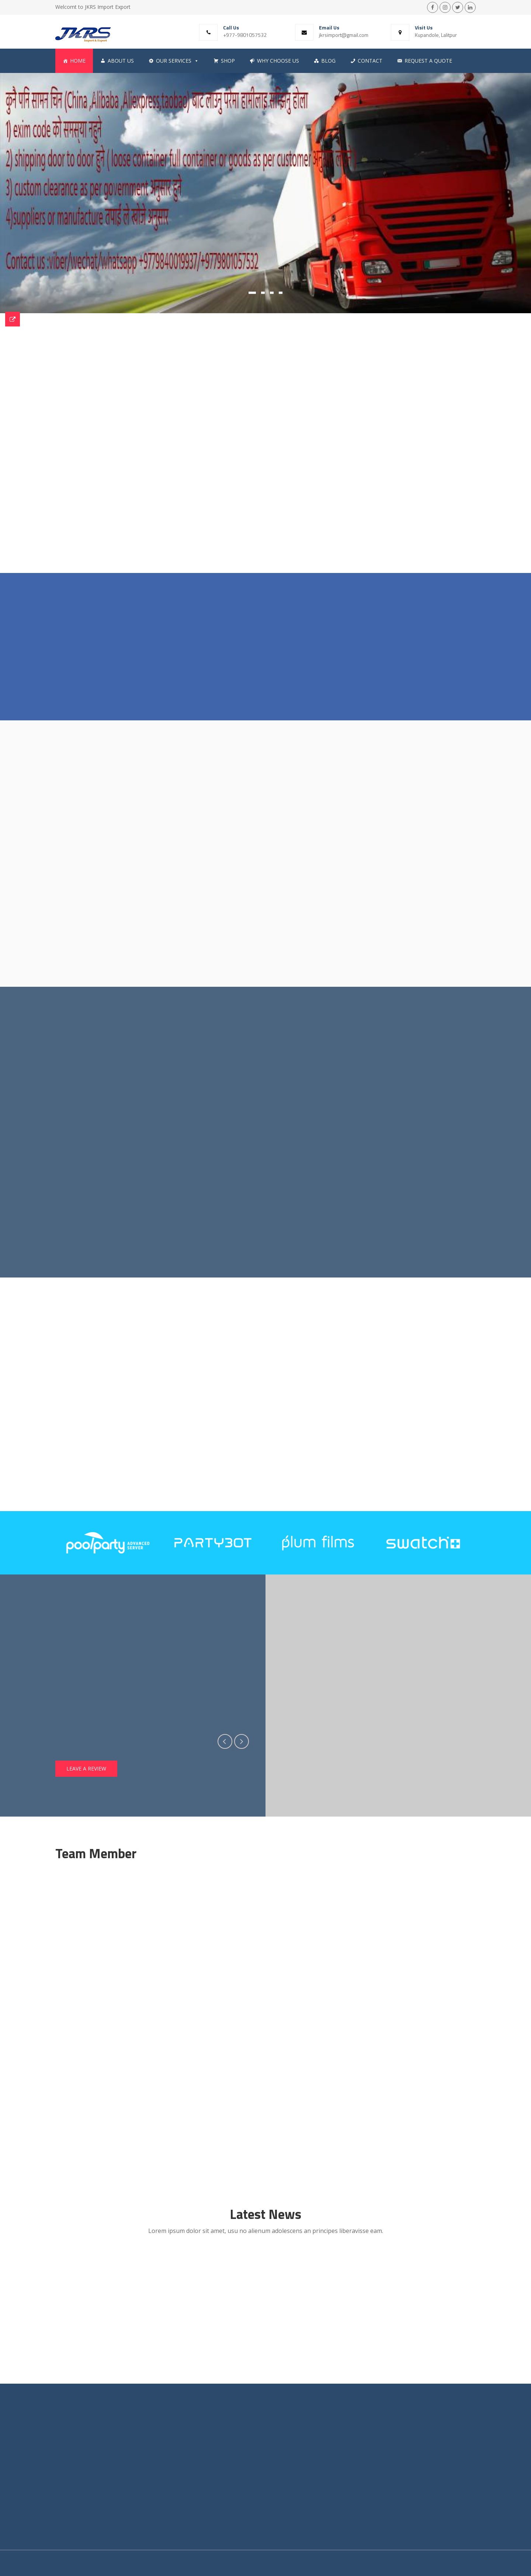 Welcomt to JKRS Import Export
JKRS
Import & Export
Call Us
+977-9801057532
Email Us
jkrsimport@gmail.com
Visit Us
Kupandole, Lalitpur
HOME
ABOUT US
OUR SERVICES
SHOP
WHY CHOOSE US
BLOG
CONTACT
REQUEST A QUOTE
कुनै पनि सामान चिन (China ,Alibaba ,Aliexpress,taobao) बाट ल्याउनु परेमा हामीलाई सम्झिनु होला
1) exim code को समस्या नहुने
2) shipping door to door हुने ( loose container full container or goods as per customer
3) custom clearance as per government अनुसार हुने
4)suppliers or manufacturer तपाईं ले खोजे अनुसार
Contact us :viber/wechat/whatsapp +9779840019937/+9779801057532
poolparty ADVANCED
SERVER
PARTYBOT
plum films
swatch
LEAVE A REVIEW
Team Member
Latest News
Lorem ipsum dolor sit amet, usu no alienum adolescens an principes liberavisse eam.